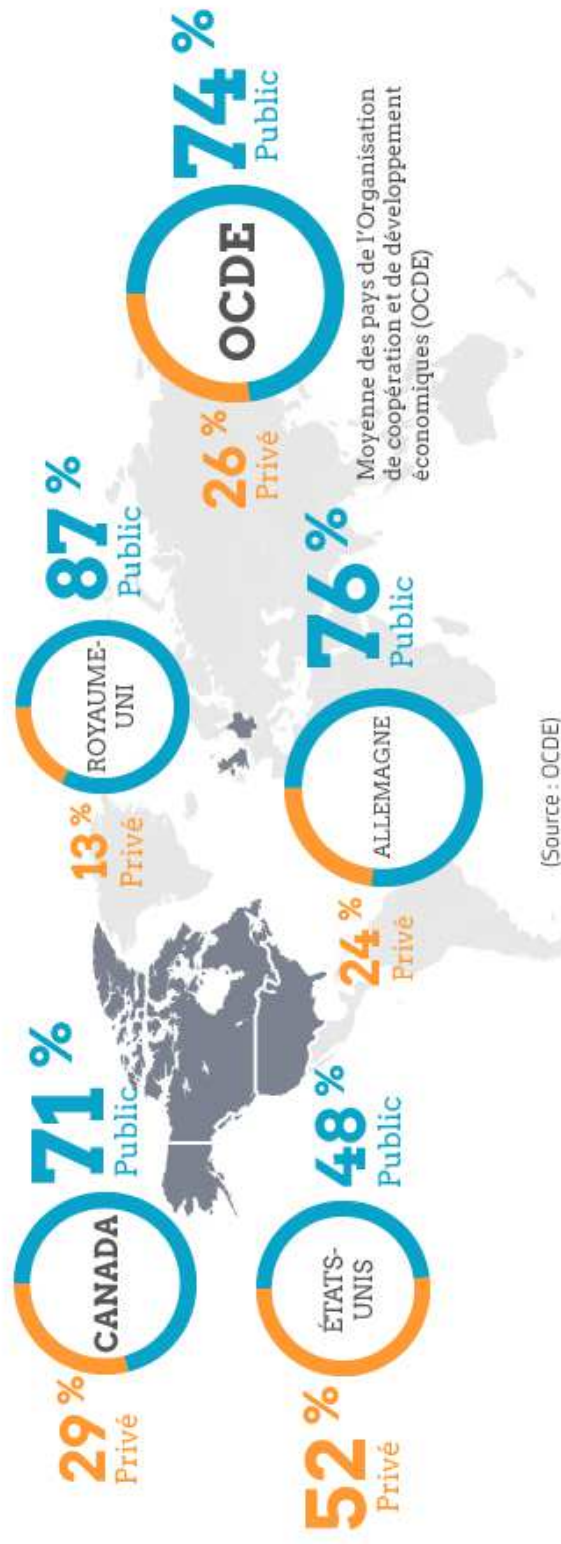 29 %
Privé
CANADA
71 %
Public
52 %
Privé
ÉTATS-
UNIS
48 %
Public
13 %
Privé
ROYAUME-
UNI
87 %
Public
24 %
Privé
ALLEMAGNE
76 %
Public
26 %
Privé
OCDE
74 %
Public
Moyenne des pays de l'Organisation
de coopération et de développement
économiques (OCDE)
(Source : OCDE)